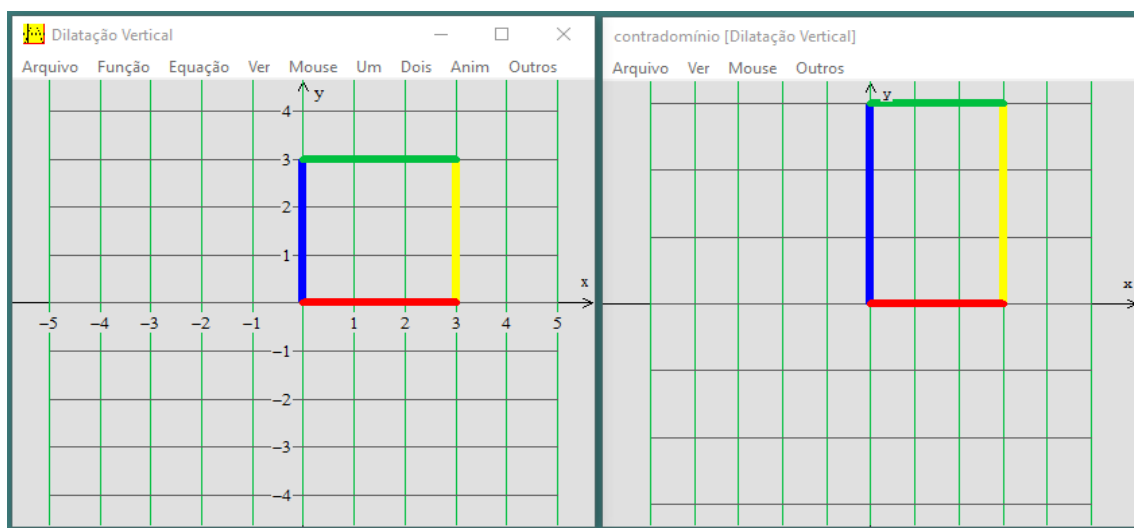 Dilatação Vertical
Arquivo Função Equação Ver Mouse Um Dois Anim Outros
y
4
3
2
1
x
−5 −4 −3 −2 −1 1 2 3 4 5
−1
−2
−3
−4
contradomínio [Dilatação Vertical]
Arquivo Ver Mouse Outros
y
x